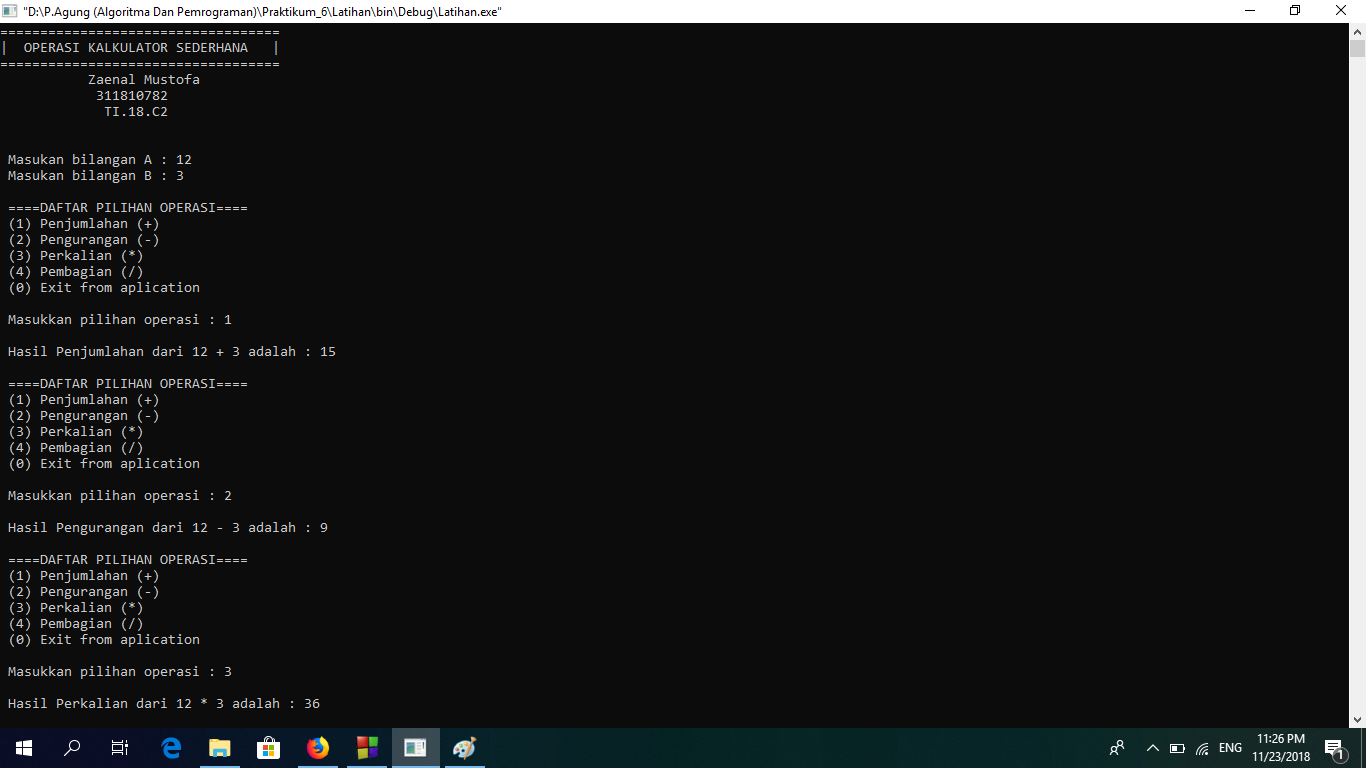 "D:\P.Agung (Algoritma Dan Pemrograman)\Praktikum_6\Latihan\bin\Debug\Latihan.exe"
===================================
|  OPERASI KALKULATOR SEDERHANA   |
===================================
Zaenal Mustofa
311810782
TI.18.C2
Masukan bilangan A : 12
Masukan bilangan B : 3
====DAFTAR PILIHAN OPERASI====
(1) Penjumlahan (+)
(2) Pengurangan (-)
(3) Perkalian (*)
(4) Pembagian (/)
(0) Exit from aplication
Masukkan pilihan operasi : 1
Hasil Penjumlahan dari 12 + 3 adalah : 15
====DAFTAR PILIHAN OPERASI====
(1) Penjumlahan (+)
(2) Pengurangan (-)
(3) Perkalian (*)
(4) Pembagian (/)
(0) Exit from aplication
Masukkan pilihan operasi : 2
Hasil Pengurangan dari 12 - 3 adalah : 9
====DAFTAR PILIHAN OPERASI====
(1) Penjumlahan (+)
(2) Pengurangan (-)
(3) Perkalian (*)
(4) Pembagian (/)
(0) Exit from aplication
Masukkan pilihan operasi : 3
Hasil Perkalian dari 12 * 3 adalah : 36
ENG
11:26 PM
11/23/2018
1